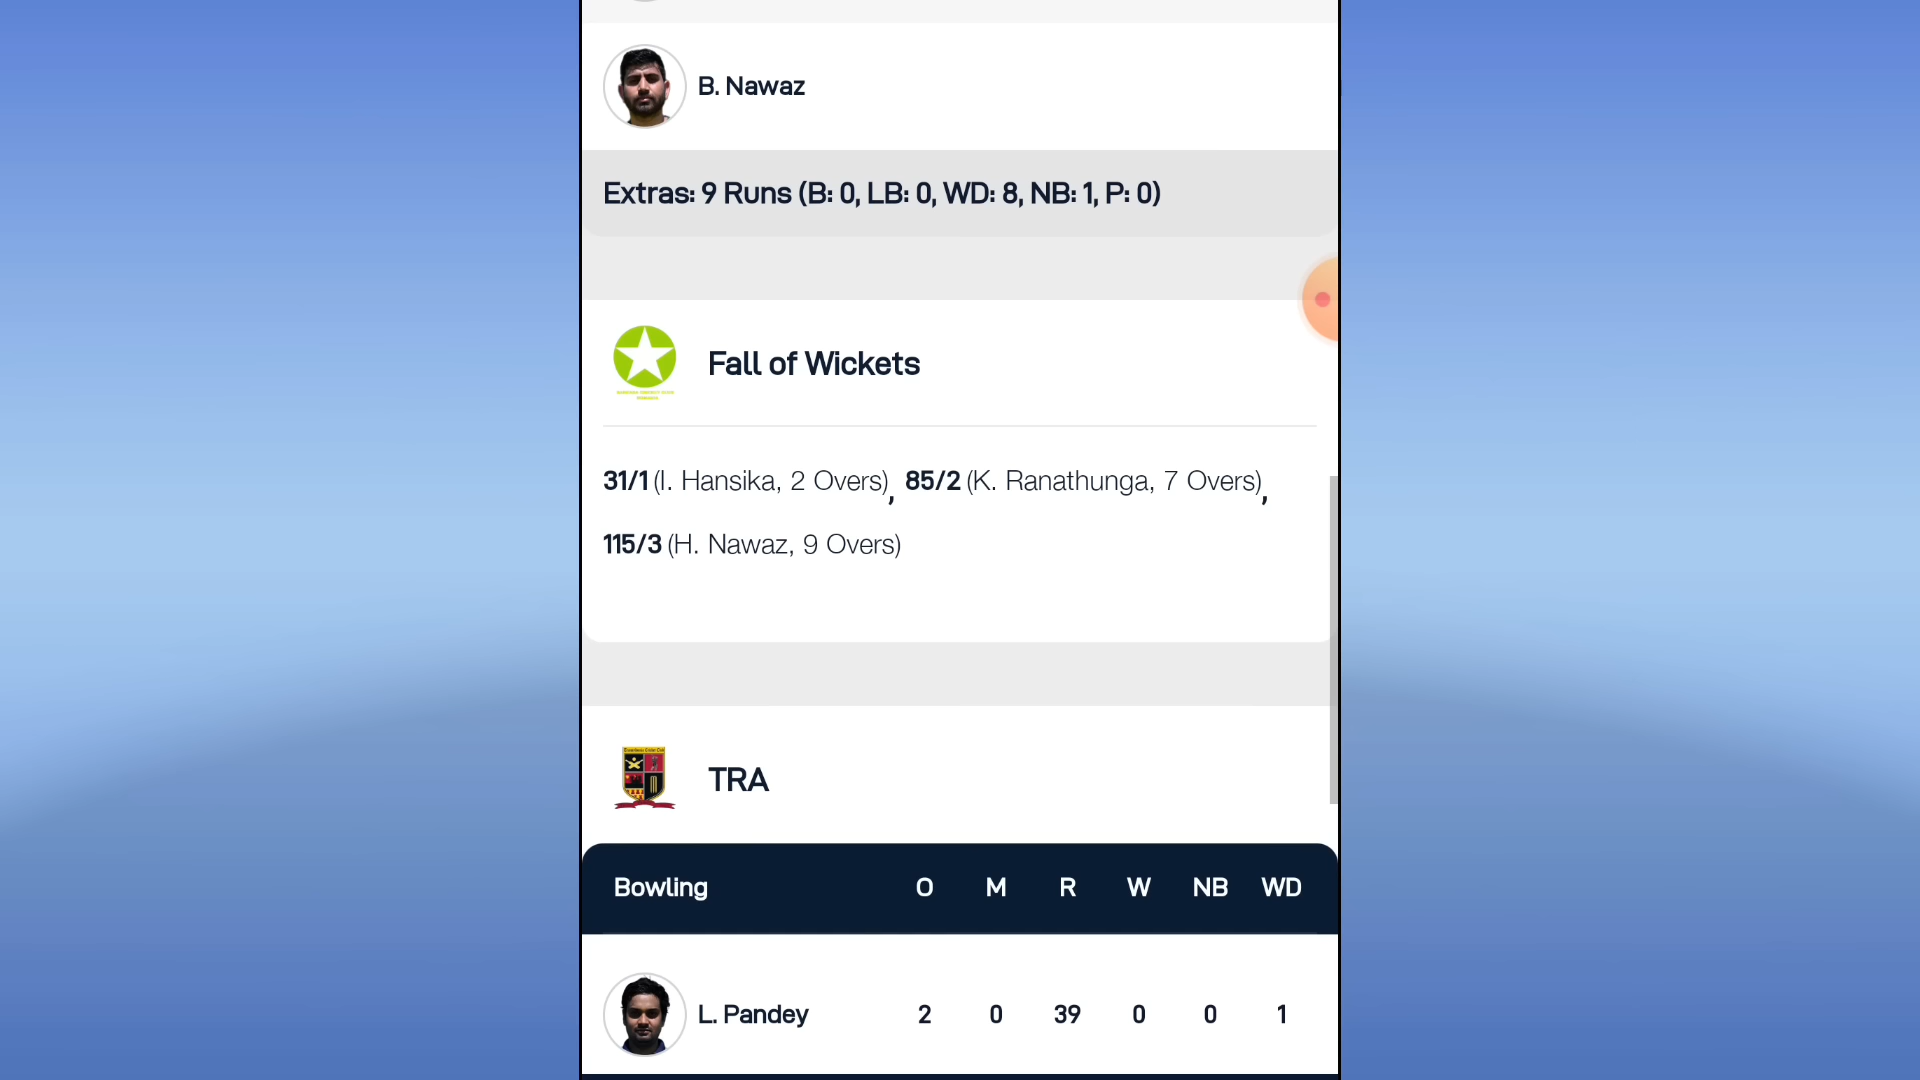 B. Nawaz
Extras: 9 Runs (B: 0, LB: 0, WD: 8, NB: 1, P: 0)
Fall of Wickets
31/1 (I. Hansika, 2 Overs), 85/2 (K. Ranathunga, 7 Overs),
115/3 (H. Nawaz, 9 Overs)
TRA
Bowling O M R W NB WD
L. Pandey 2 0 39 0 0 1